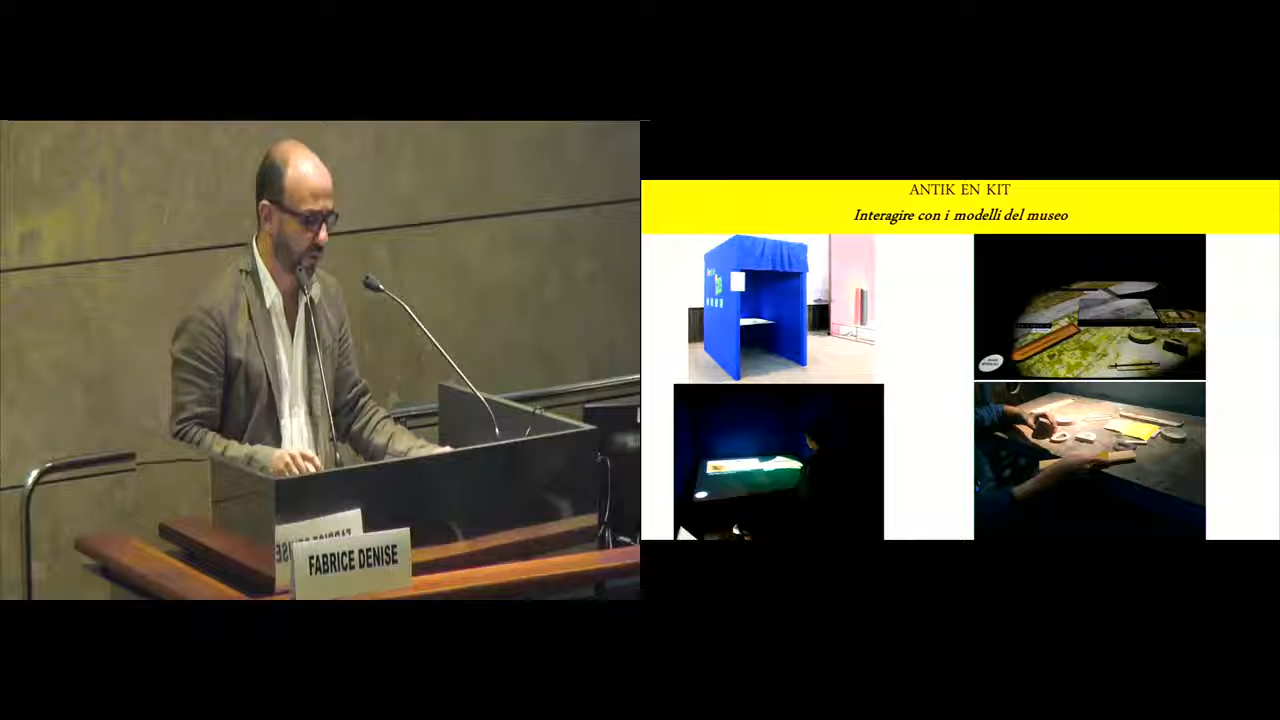 FABRICE DENISE
ANTIK EN KIT
Interagire con i modelli del museo